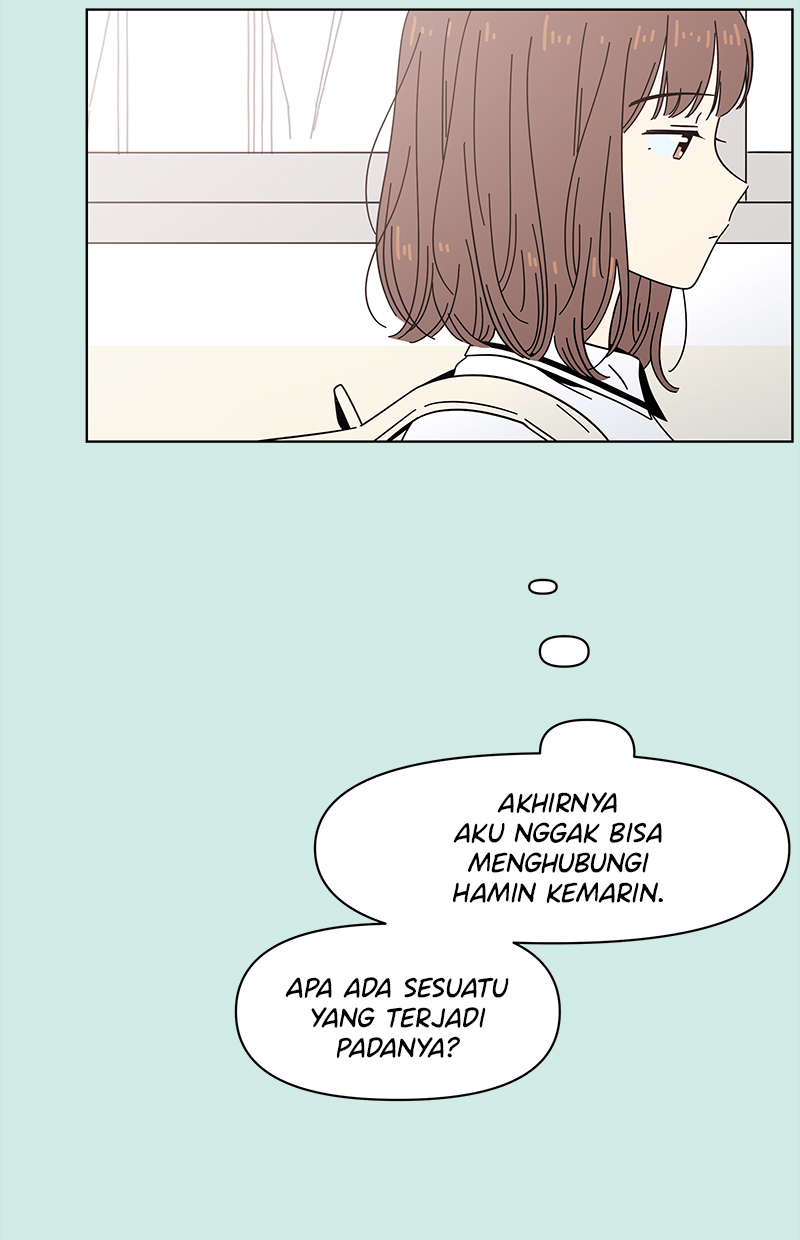 AKHIRNYA
AKU NGGAK BISA
MENGHUBUNGI
HAMIN KEMARIN.
APA ADA SESUATU
YANG TERJADI
PADANYA?